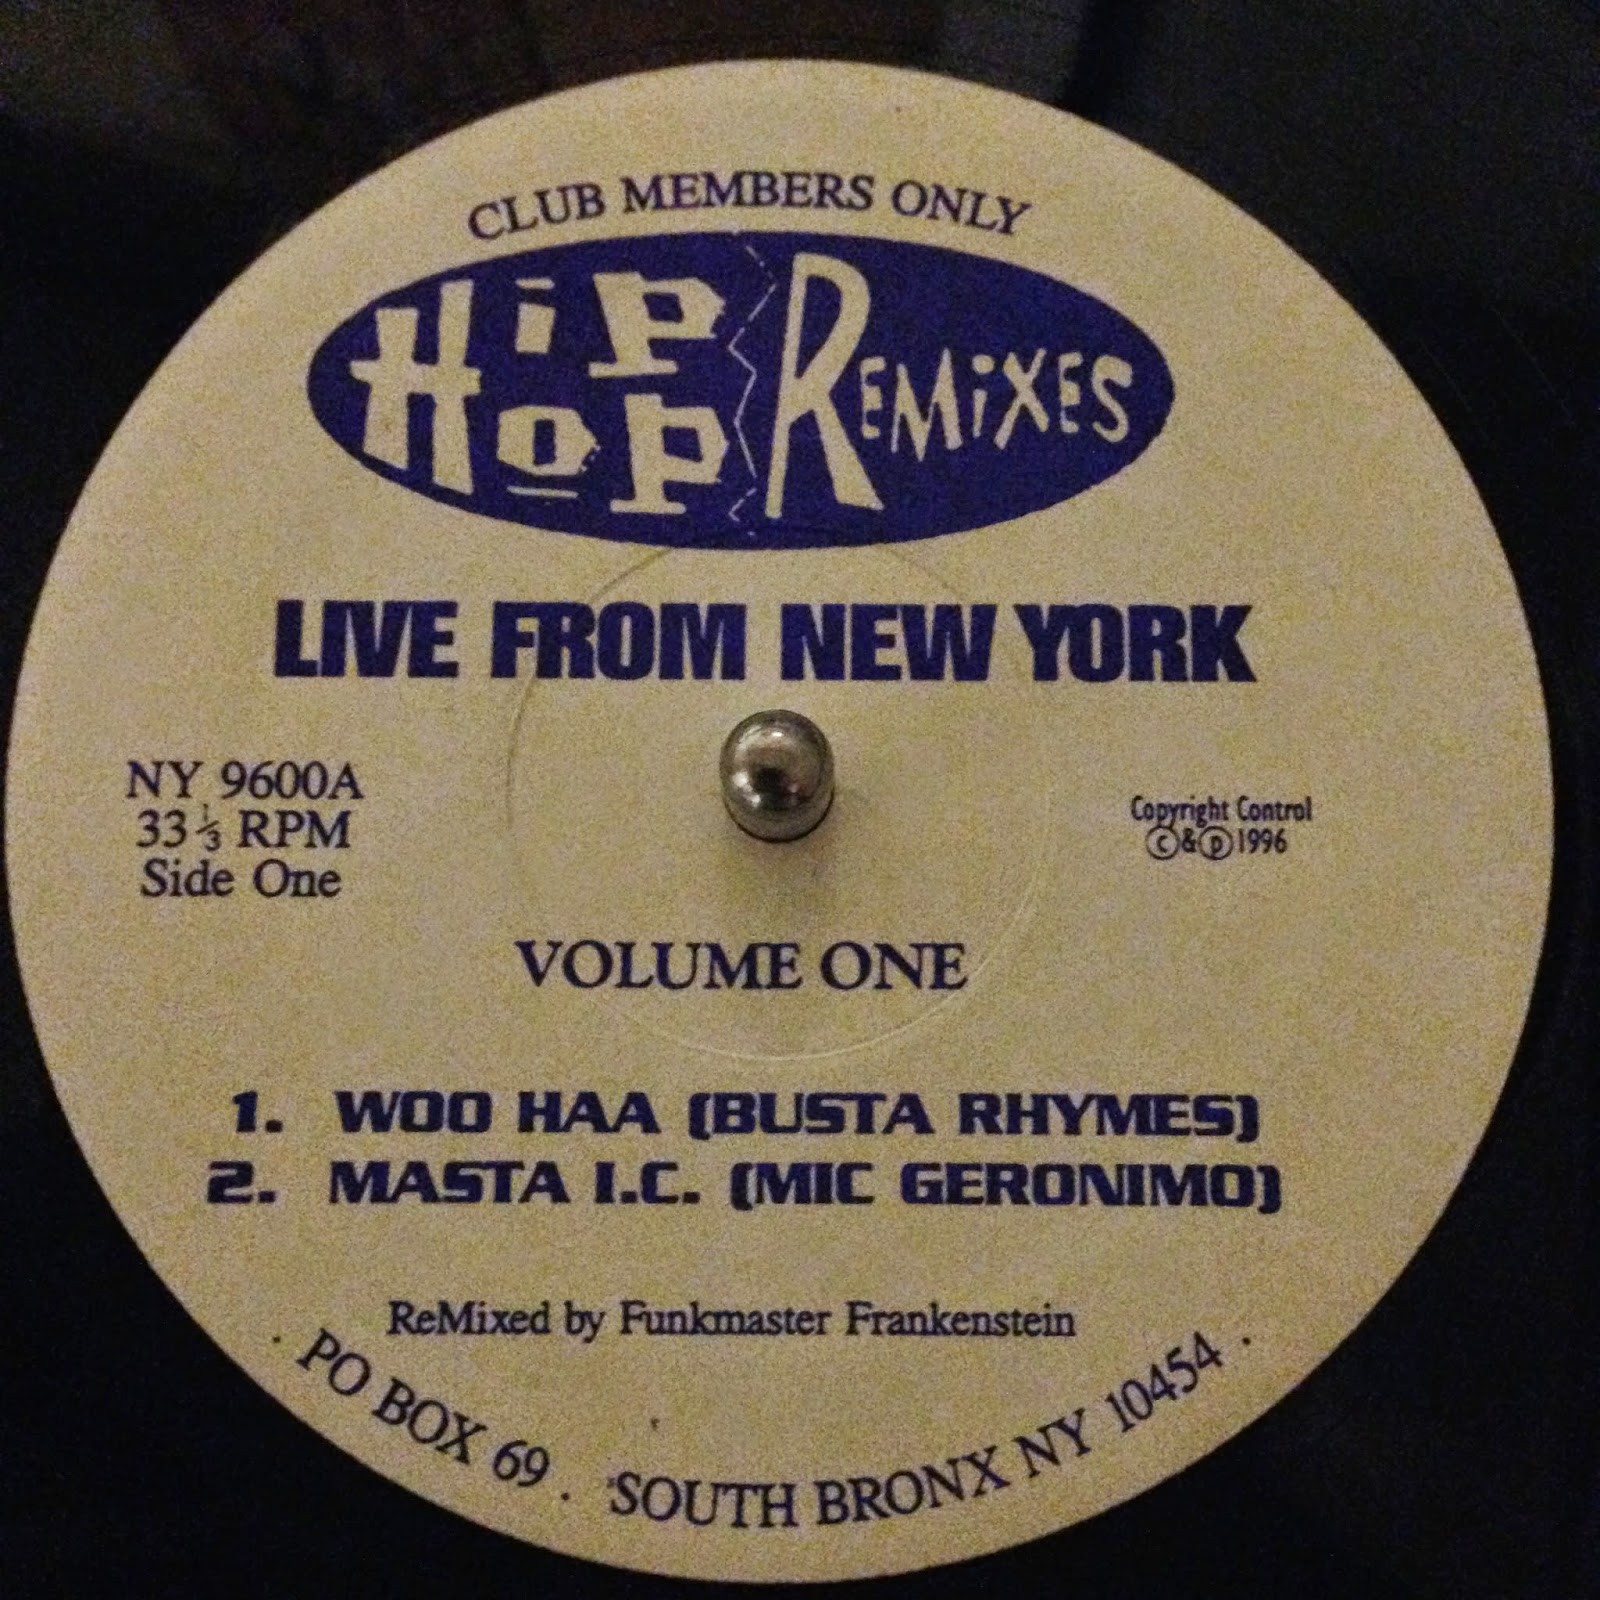 CLUB MEMBERS ONLY
HiP HOP REMiXES
LIVE FROM NEW YORK
NY 9600A
33 1/3 RPM
Side One
Copyright Control
©&℗1996
VOLUME ONE
1. WOO HAA (BUSTA RHYMES)
2. MASTA I.C. (MIC GERONIMO)
ReMixed by Funkmaster Frankenstein
· PO BOX 69 · SOUTH BRONX NY 10454 ·